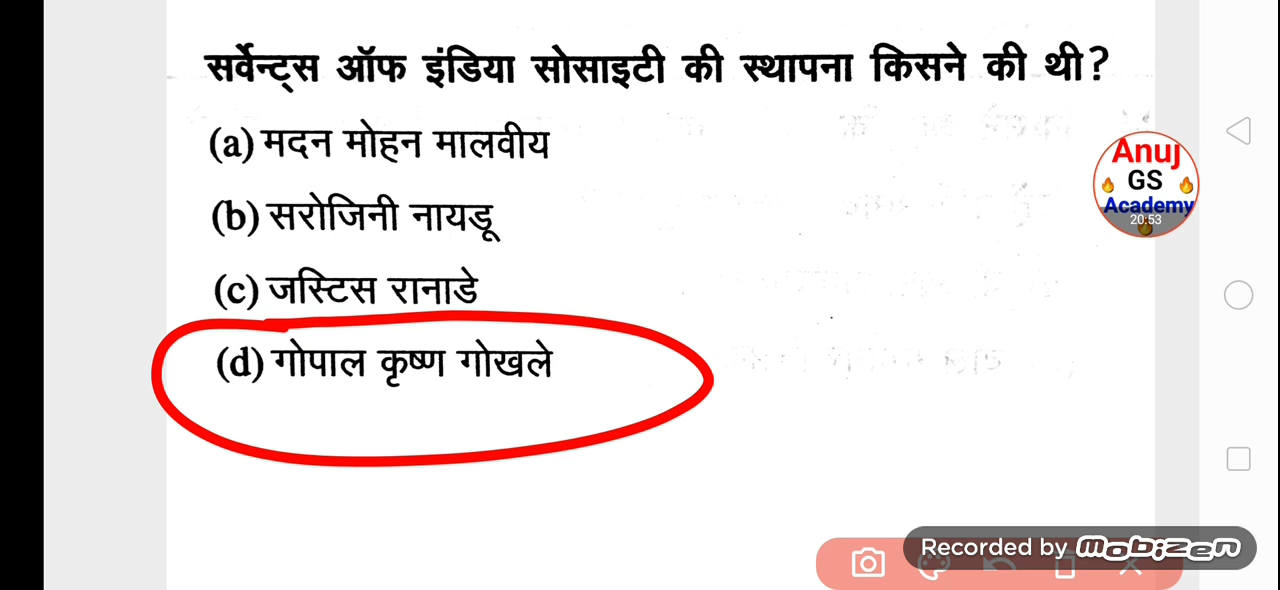 सर्वेन्ट्स ऑफ इंडिया सोसाइटी की स्थापना किसने की थी?
(a) मदन मोहन मालवीय
(b) सरोजिनी नायडू
(c) जस्टिस रानाडे
(d) गोपाल कृष्ण गोखले
Anuj
GS
Academy
20:53
Recorded by Mobizen